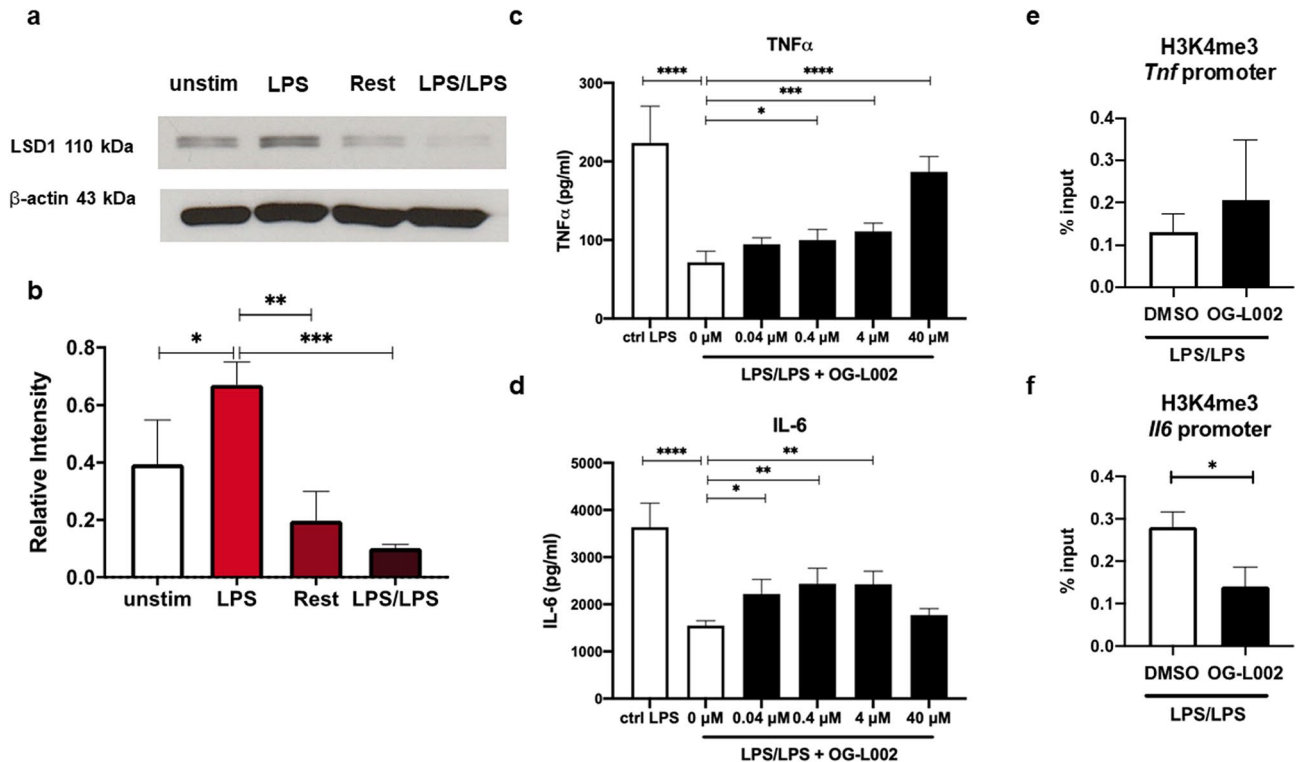 a
unstim LPS Rest LPS/LPS
LSD1 110 kDa
β-actin 43 kDa
b
**
* ***
Relative Intensity
0.8
0.6
0.4
0.2
0.0
unstim LPS Rest LPS/LPS
c
TNFα
**** ****
***
*
TNFα (pg/ml)
300
200
100
0
ctrl LPS 0 µM 0.04 µM 0.4 µM 4 µM 40 µM
LPS/LPS + OG-L002
d
IL-6
**** **
**
*
IL-6 (pg/ml)
5000
4000
3000
2000
1000
0
ctrl LPS 0 µM 0.04 µM 0.4 µM 4 µM 40 µM
LPS/LPS + OG-L002
e
H3K4me3
Tnf promoter
% input
0.4
0.3
0.2
0.1
0.0
DMSO OG-L002
LPS/LPS
f
H3K4me3
Il6 promoter
*
% input
0.4
0.3
0.2
0.1
0.0
DMSO OG-L002
LPS/LPS